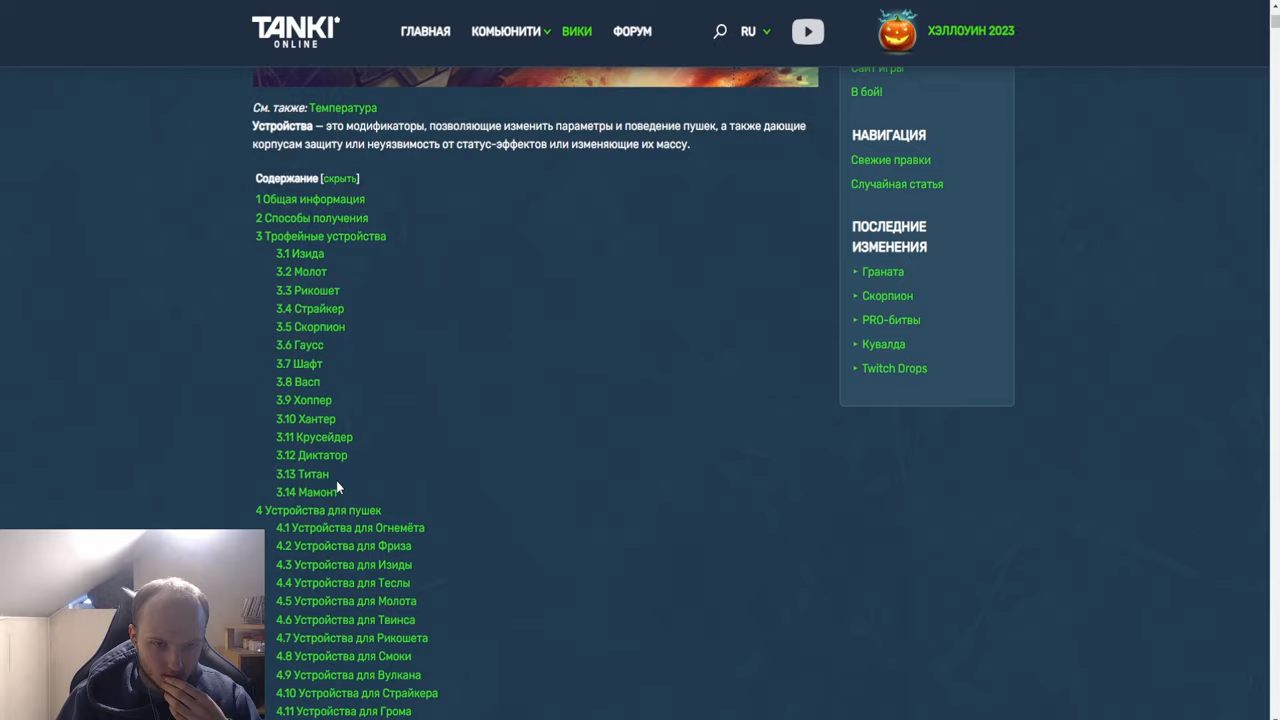 TANKI
ONLINE
ГЛАВНАЯ
КОМЬЮНИТИ
ВИКИ
ФОРУМ
RU
ХЭЛЛОУИН 2023
Сайт игры
В бой!
См. также: Температура
Устройства — это модификаторы, позволяющие изменить параметры и поведение пушек, а также дающие
корпусам защиту или неуязвимость от статус-эффектов или изменяющие их массу.
Содержание [скрыть]
1 Общая информация
2 Способы получения
3 Трофейные устройства
3.1 Изида
3.2 Молот
3.3 Рикошет
3.4 Страйкер
3.5 Скорпион
3.6 Гаусс
3.7 Шафт
3.8 Васп
3.9 Хоппер
3.10 Хантер
3.11 Крусейдер
3.12 Диктатор
3.13 Титан
3.14 Мамонт
4 Устройства для пушек
4.1 Устройства для Огнемёта
4.2 Устройства для Фриза
4.3 Устройства для Изиды
4.4 Устройства для Теслы
4.5 Устройства для Молота
4.6 Устройства для Твинса
4.7 Устройства для Рикошета
4.8 Устройства для Смоки
4.9 Устройства для Вулкана
4.10 Устройства для Страйкера
4.11 Устройства для Грома
НАВИГАЦИЯ
Свежие правки
Случайная статья
ПОСЛЕДНИЕ
ИЗМЕНЕНИЯ
Граната
Скорпион
PRO-битвы
Кувалда
Twitch Drops